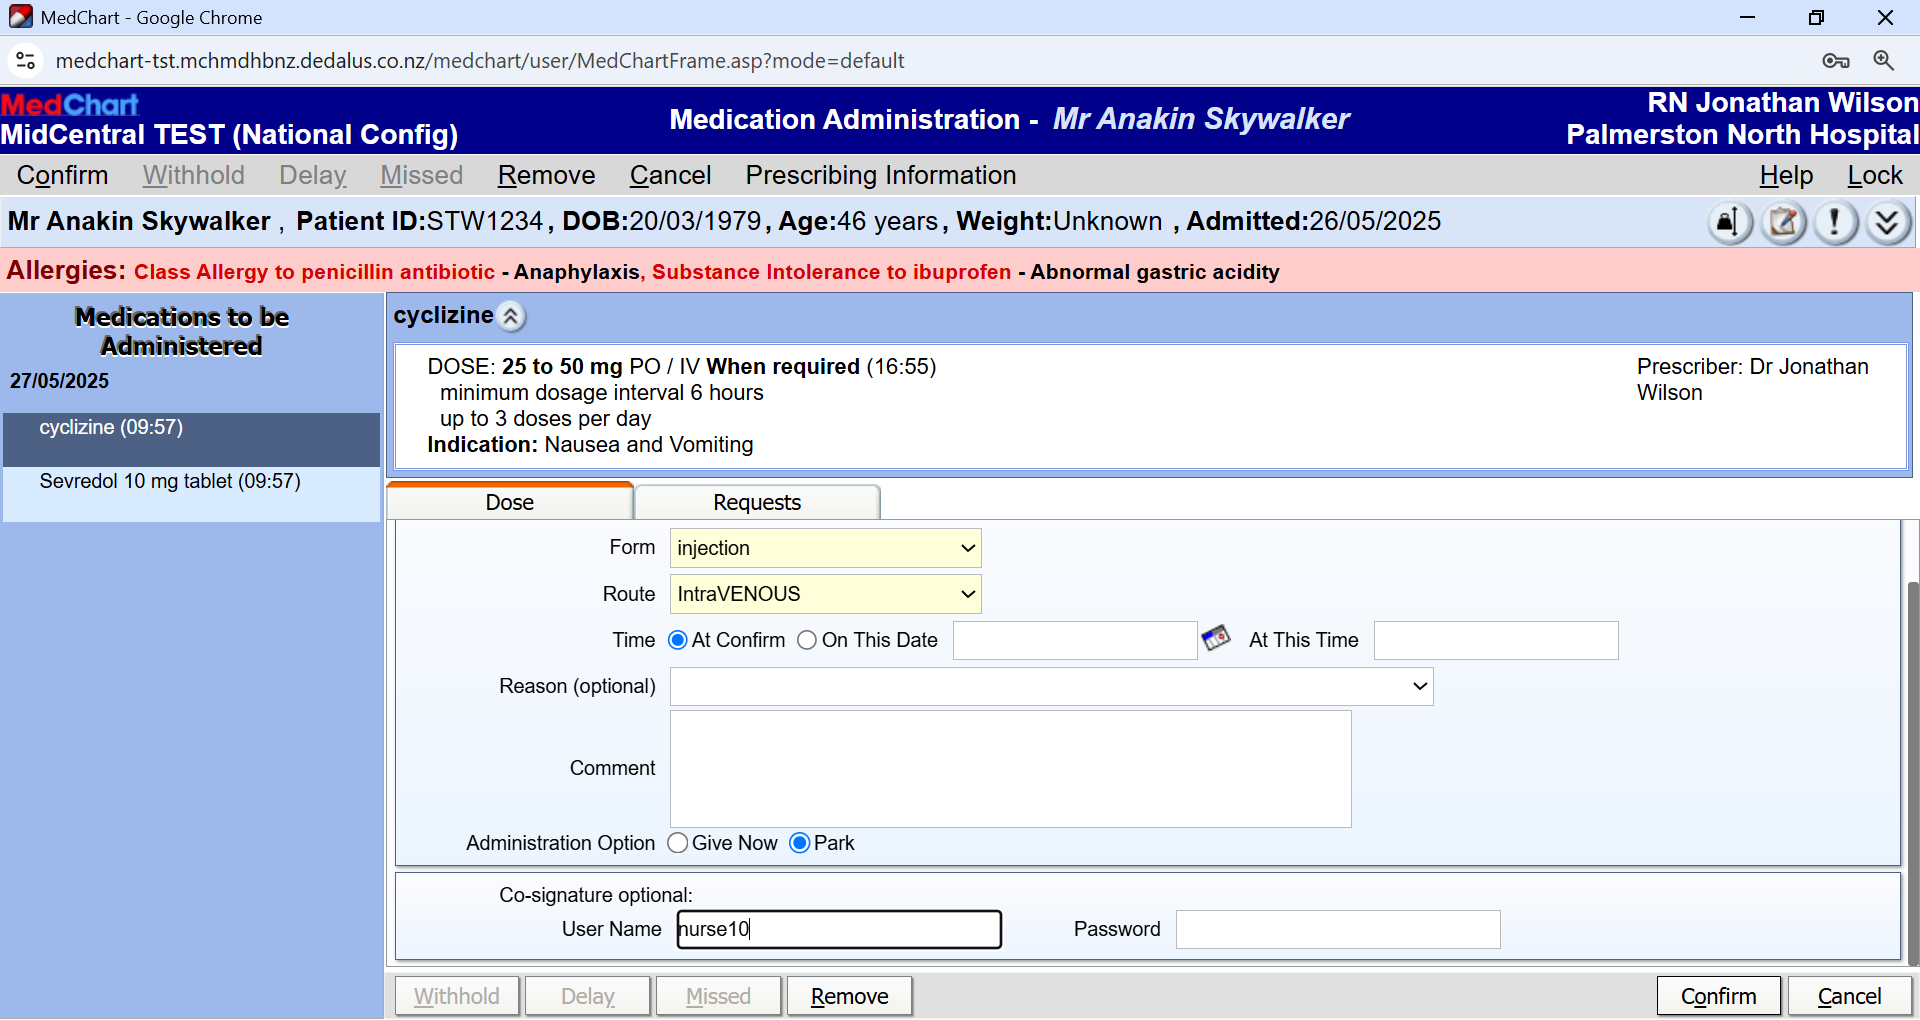 MedChart - Google Chrome
medchart-tst.mchmdhbnz.dedalus.co.nz/medchart/user/MedChartFrame.asp?mode=default
MedChart
MidCentral TEST (National Config)
Medication Administration - Mr Anakin Skywalker
RN Jonathan Wilson
Palmerston North Hospital
Confirm Withhold Delay Missed Remove Cancel Prescribing Information Help Lock
Mr Anakin Skywalker , Patient ID:STW1234, DOB:20/03/1979, Age:46 years, Weight:Unknown , Admitted:26/05/2025
Allergies: Class Allergy to penicillin antibiotic - Anaphylaxis, Substance Intolerance to ibuprofen - Abnormal gastric acidity
Medications to be
Administered
27/05/2025
cyclizine (09:57)
Sevredol 10 mg tablet (09:57)
cyclizine
DOSE: 25 to 50 mg PO / IV When required (16:55)
minimum dosage interval 6 hours
up to 3 doses per day
Indication: Nausea and Vomiting
Prescriber: Dr Jonathan
Wilson
Dose Requests
Form injection
Route IntraVENOUS
Time At Confirm On This Date At This Time
Reason (optional)
Comment
Administration Option Give Now Park
Co-signature optional:
User Name nurse10 Password
Withhold Delay Missed Remove Confirm Cancel